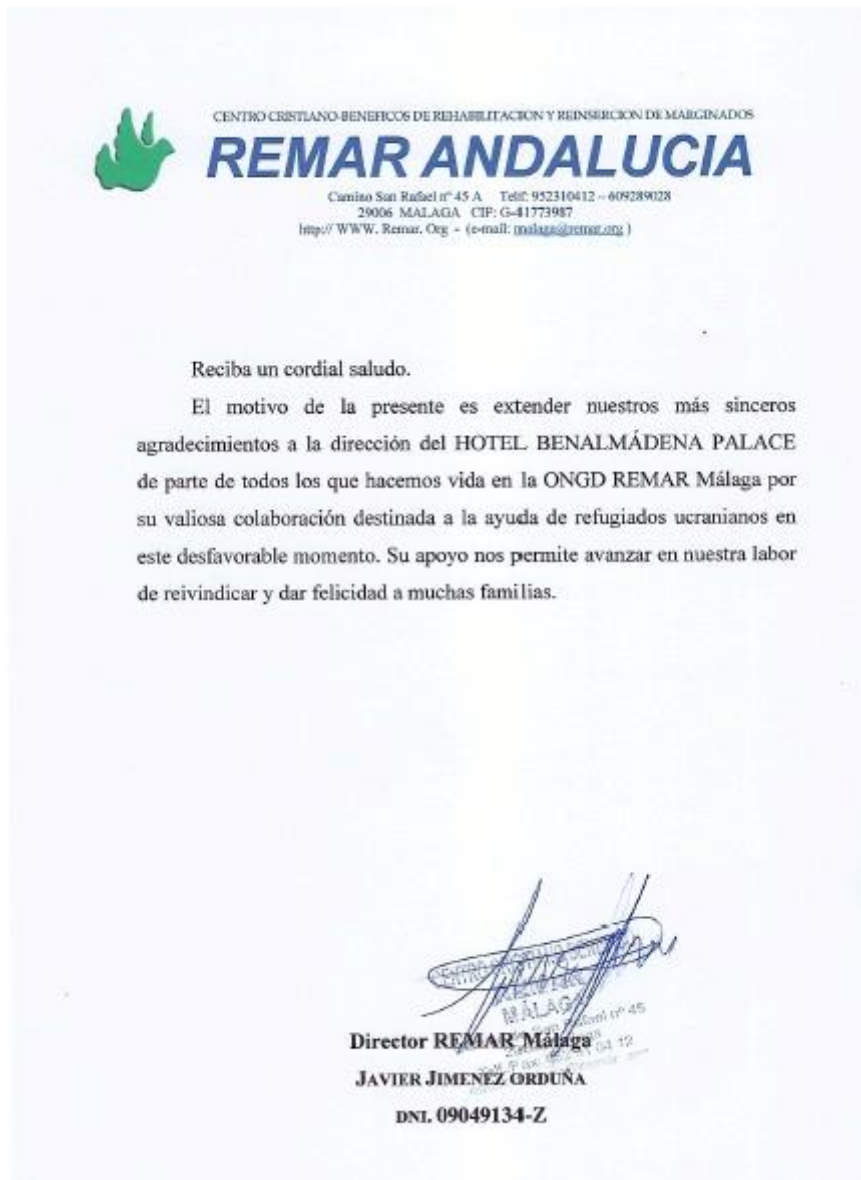 CENTRO CRISTIANO-BENEFICOS DE REHABILITACION Y REINSERCION DE MARGINADOS
REMAR ANDALUCIA
Camino San Rafael nº 45 A Telf: 952310412 – 609289028
29006 MALAGA CIF: G-41773987
http:// WWW. Remar. Org - (e-mail: malaga@remar.org )
Reciba un cordial saludo.
El motivo de la presente es extender nuestros más sinceros
agradecimientos a la dirección del HOTEL BENALMÁDENA PALACE
de parte de todos los que hacemos vida en la ONGD REMAR Málaga por
su valiosa colaboración destinada a la ayuda de refugiados ucranianos en
este desfavorable momento. Su apoyo nos permite avanzar en nuestra labor
de reivindicar y dar felicidad a muchas familias.
MÁLAGA
nº 45
Director REMAR Málaga
JAVIER JIMENEZ ORDUÑA
DNI. 09049134-Z